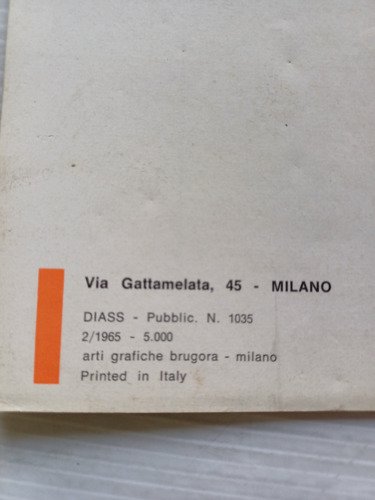 Via Gattamelata, 45 - MILANO
DIASS - Pubblic. N. 1035
2/1965 - 5.000
arti grafiche brugora - milano
Printed in Italy